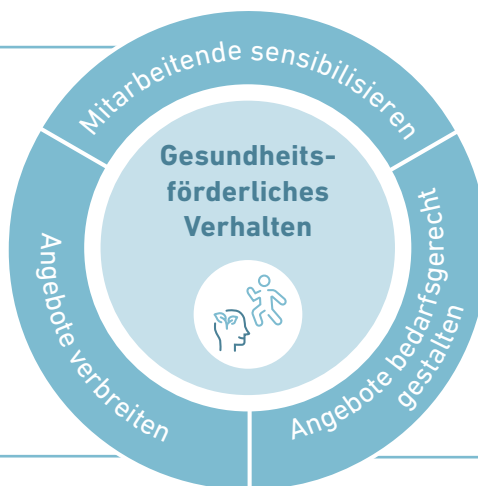 Mitarbeitende sensibilisieren
Gesundheits-
förderliches
Verhalten
Angebote verbreiten
Angebote bedarfsgerecht
gestalten